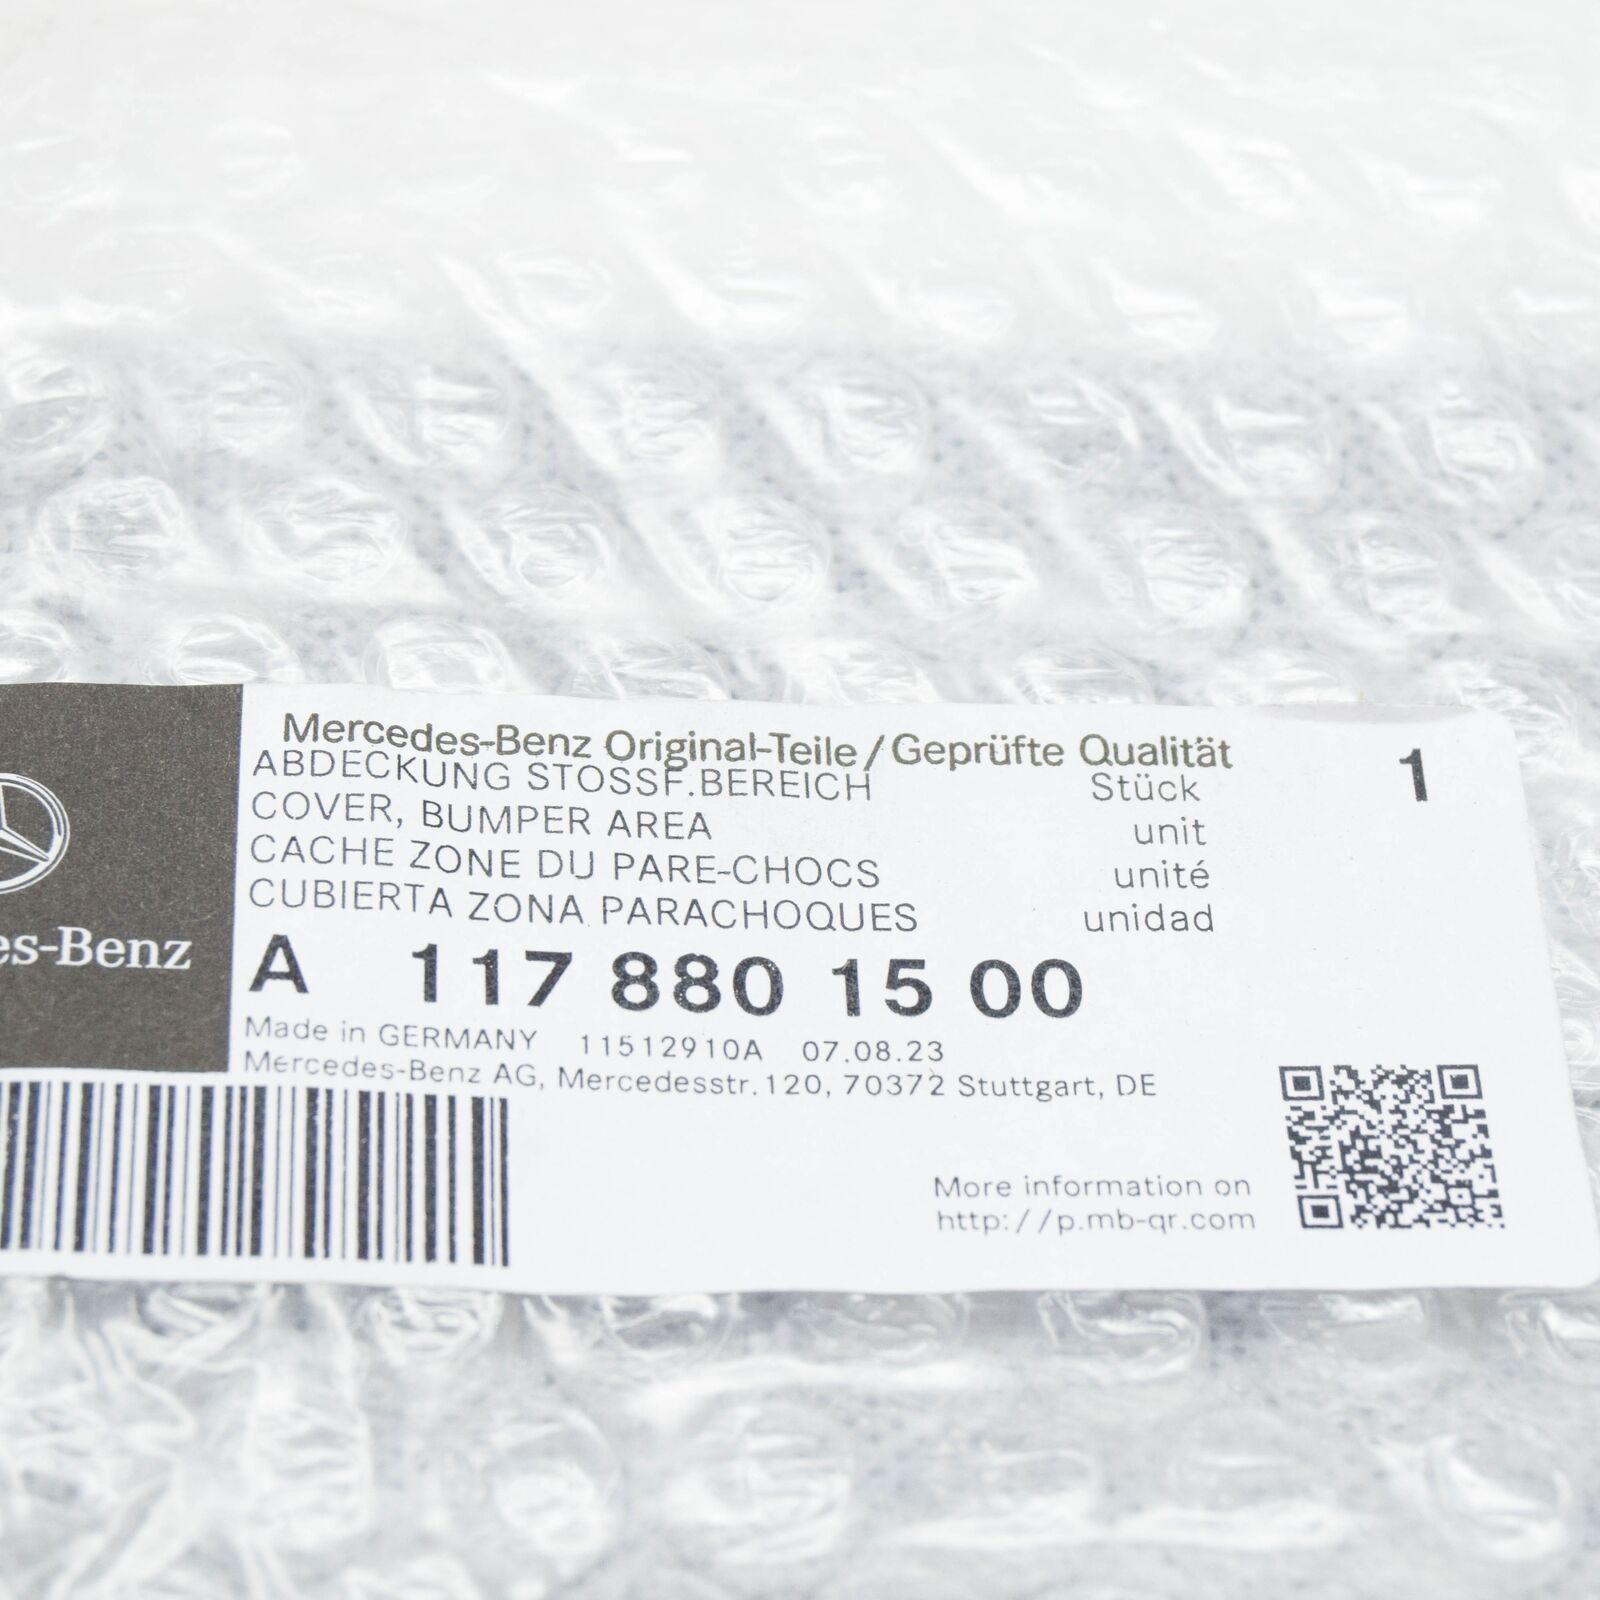 Mercedes-Benz Original-Teile/Geprüfte Qualität
ABDECKUNG STOSSF.BEREICH Stück 1
COVER, BUMPER AREA unit
CACHE ZONE DU PARE-CHOCS unité
CUBIERTA ZONA PARACHOQUES unidad
es-Benz
A 117 880 15 00
Made in GERMANY 11512910A 07.08.23
Mercedes-Benz AG, Mercedesstr.120, 70372 Stuttgart, DE
More information on
http://p.mb-qr.com